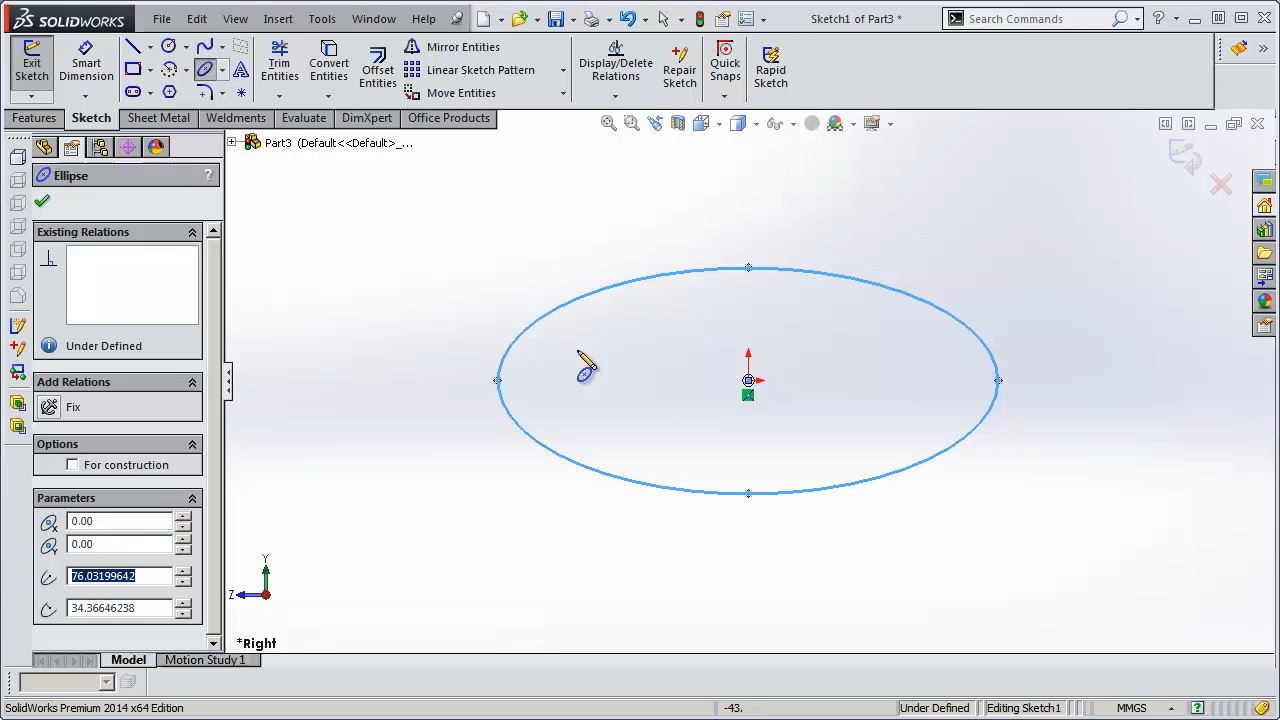 SOLIDWORKS File Edit View Insert Tools Window Help Sketch1 of Part3 * Search Commands
Exit Sketch
Smart Dimension
Trim Entities
Convert Entities
Offset Entities
Mirror Entities
Linear Sketch Pattern
Move Entities
Display/Delete Relations
Repair Sketch
Quick Snaps
Rapid Sketch
Features Sketch Sheet Metal Weldments Evaluate DimXpert Office Products
Part3 (Default<<Default>_...
Ellipse ?
Existing Relations
Under Defined
Add Relations
Fix
Options
For construction
Parameters
0.00
0.00
76.03199642
34.36646238
Y
Z
*Right
Model Motion Study 1
SolidWorks Premium 2014 x64 Edition -43. Under Defined Editing Sketch1 MMGS ?